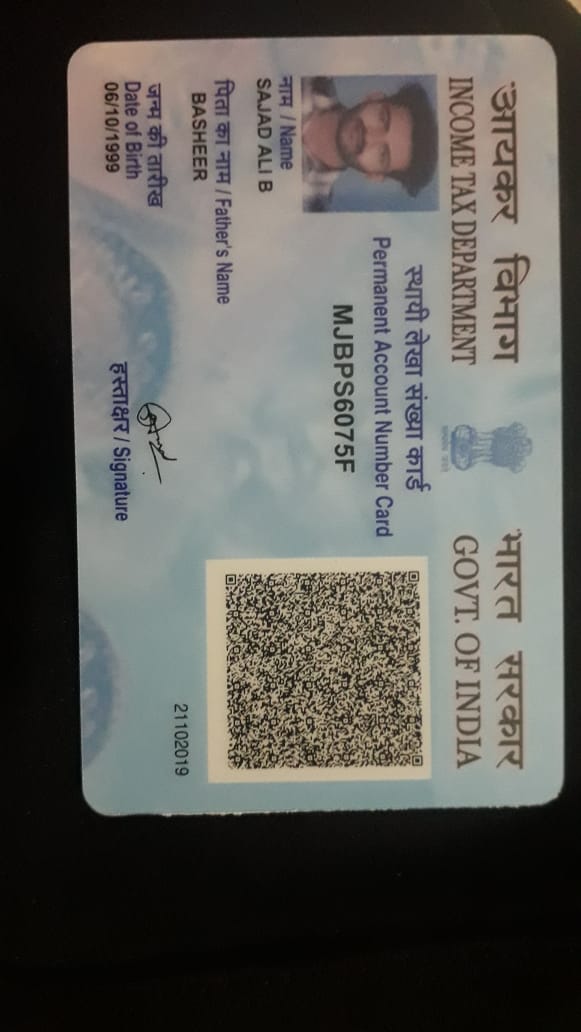 आयकर विभाग
INCOME TAX DEPARTMENT
भारत सरकार
GOVT. OF INDIA
स्थायी लेखा संख्या कार्ड
Permanent Account Number Card
MJBPS6075F
नाम / Name
SAJAD ALI B
पिता का नाम / Father's Name
BASHEER
जन्म की तारीख
Date of Birth
06/10/1999
हस्ताक्षर / Signature
21102019